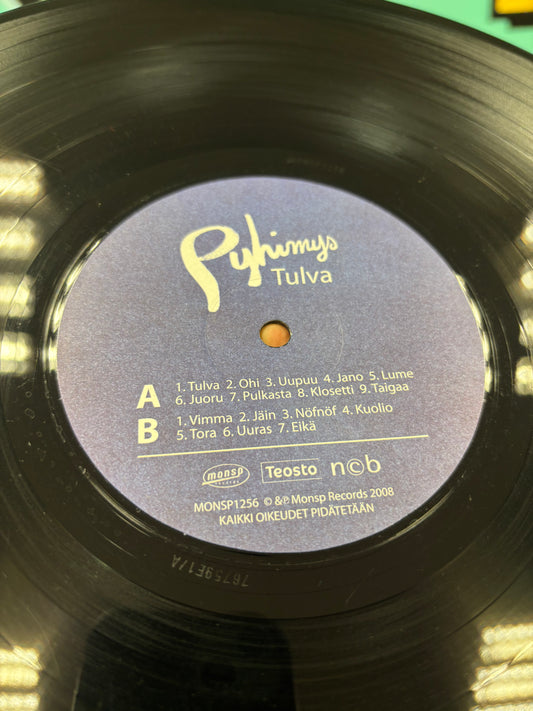 Pyhimys
Tulva
A
1. Tulva 2. Ohi 3. Uupuu 4. Jano 5. Lume
6. Juoru 7. Pulkasta 8. Klosetti 9. Taigaa
B
1. Vimma 2. Jäin 3. Nöfnöf 4. Kuolio
5. Tora 6. Uuras 7. Eikä
monsp
records
Teosto
n©b
MONSP1256 © &℗ Monsp Records 2008
KAIKKI OIKEUDET PIDÄTETÄÄN
76759E1/A